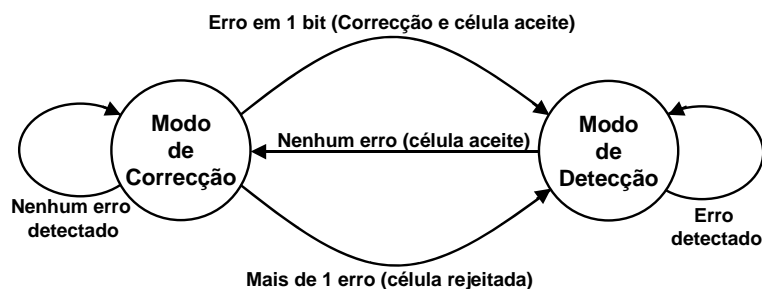 Erro em 1 bit (Correcção e célula aceite)
Modo
de
Correcção
Nenhum erro (célula aceite)
Modo
de
Detecção
Nenhum erro
detectado
Erro
detectado
Mais de 1 erro (célula rejeitada)